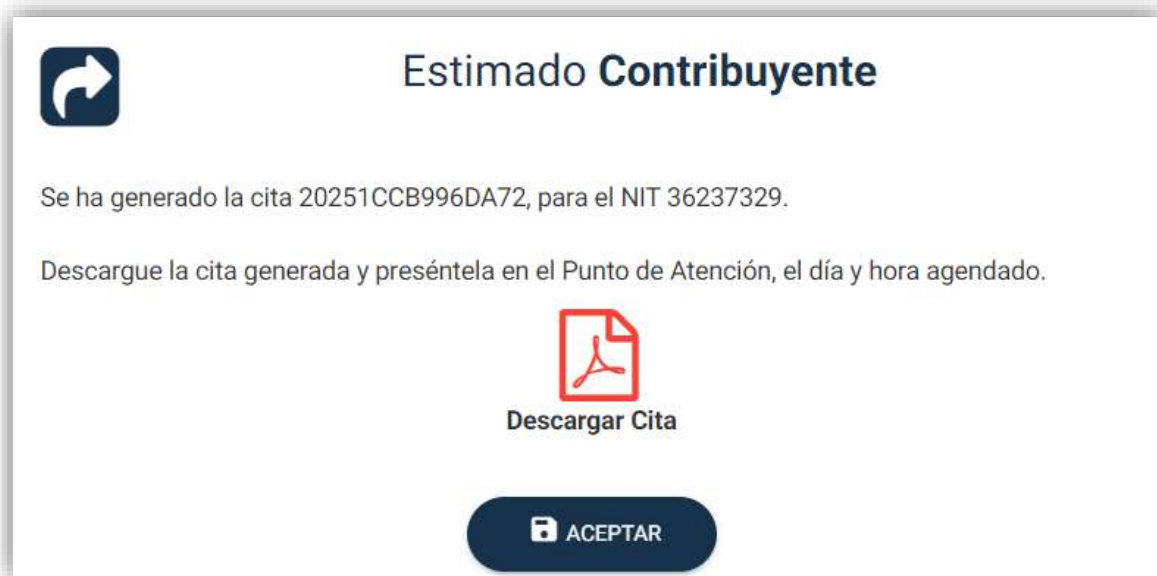 Estimado Contribuyente
Se ha generado la cita 20251CCB996DA72, para el NIT 36237329.
Descargue la cita generada y preséntela en el Punto de Atención, el día y hora agendado.
Descargar Cita
ACEPTAR